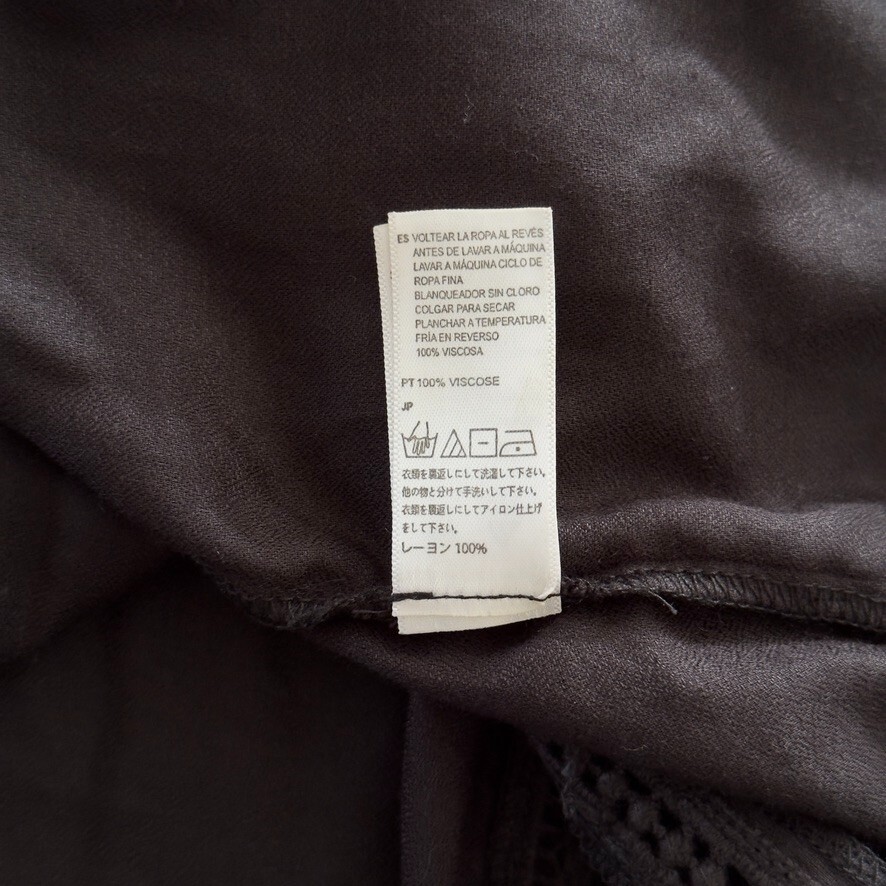 ES VOLTEAR LA ROPA AL REVÉS
ANTES DE LAVAR A MÁQUINA
LAVAR A MÁQUINA CICLO DE
ROPA FINA
BLANQUEADOR SIN CLORO
COLGAR PARA SECAR
PLANCHAR A TEMPERATURA
FRÍA EN REVERSO
100% VISCOSA
PT 100% VISCOSE
JP
衣類を裏返しにして洗濯して下さい。
他の物と分けて手洗いして下さい。
衣類を裏返しにしてアイロン仕上げ
をして下さい。
レーヨン 100%